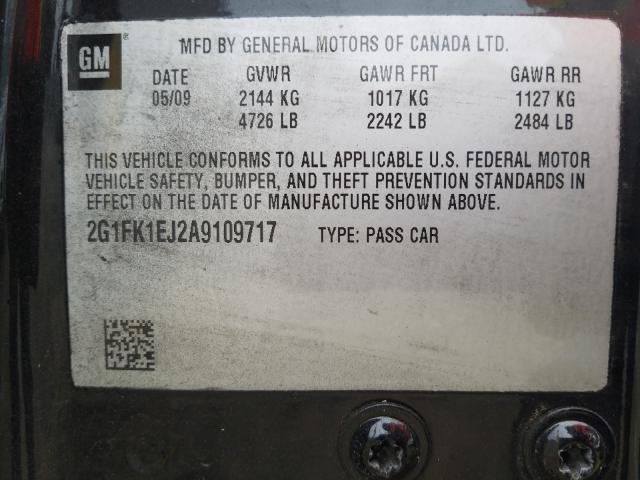 GM ®
MFD BY GENERAL MOTORS OF CANADA LTD.
DATE GVWR GAWR FRT GAWR RR
05/09 2144 KG 1017 KG 1127 KG
4726 LB 2242 LB 2484 LB
THIS VEHICLE CONFORMS TO ALL APPLICABLE U.S. FEDERAL MOTOR
VEHICLE SAFETY, BUMPER, AND THEFT PREVENTION STANDARDS IN
EFFECT ON THE DATE OF MANUFACTURE SHOWN ABOVE.
2G1FK1EJ2A9109717 TYPE: PASS CAR